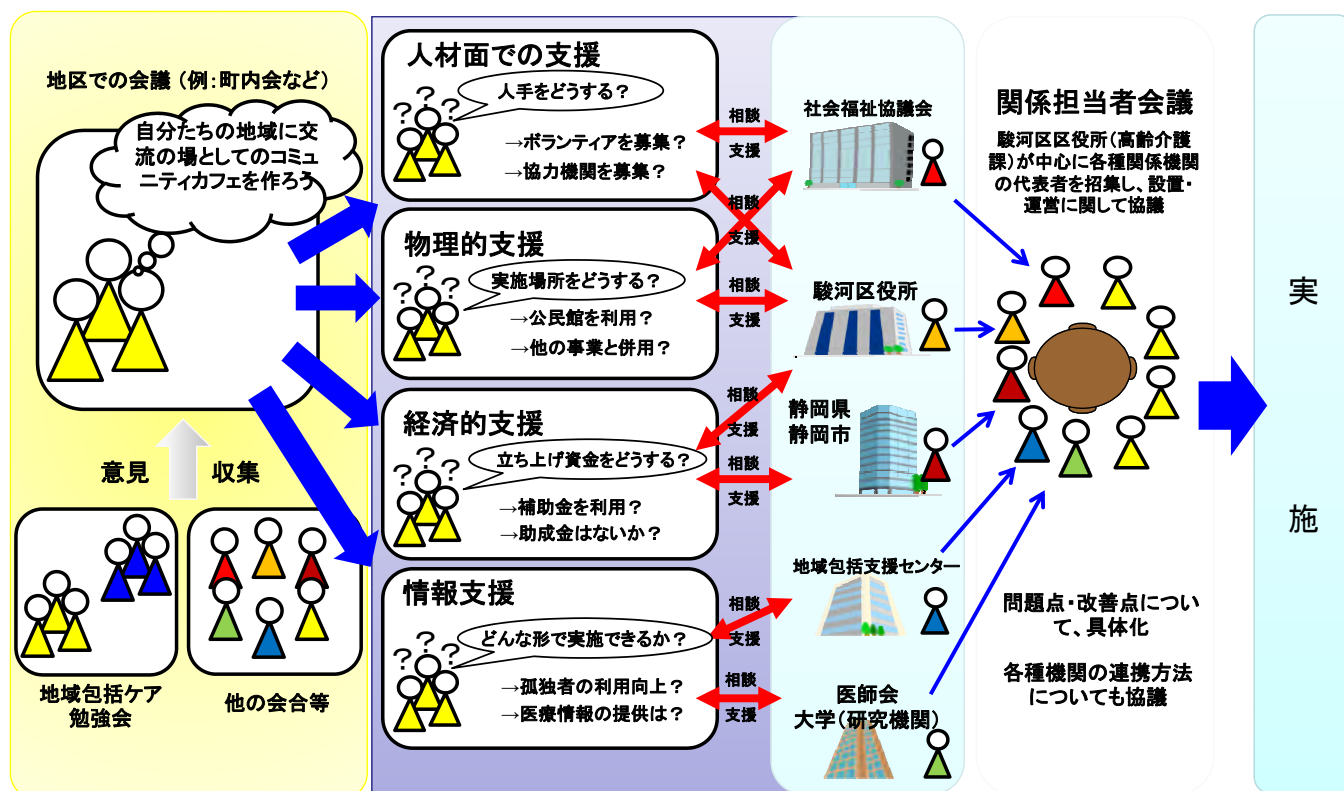 地区での会議（例：町内会など）
自分たちの地域に交
流の場としてのコミュ
ニティカフェを作ろう
意見
収集
地域包括ケア
勉強会
他の会合等
人材面での支援
???
人手をどうする？
→ボランティアを募集？
→協力機関を募集？
物理的支援
???
実施場所をどうする？
→公民館を利用？
→他の事業と併用？
経済的支援
???
立ち上げ資金をどうする？
→補助金を利用？
→助成金はないか？
情報支援
???
どんな形で実施できるか？
→孤独者の利用向上？
→医療情報の提供は？
相談
支援
相談
支援
相談
支援
相談
支援
相談
支援
相談
支援
相談
支援
社会福祉協議会
駿河区役所
静岡県
静岡市
地域包括支援センター
医師会
大学（研究機関）
関係担当者会議
駿河区区役所（高齢介護
課）が中心に各種関係機関
の代表者を招集し、設置・
運営に関して協議
問題点・改善点につい
て、具体化
各種機関の連携方法
についても協議
実
施